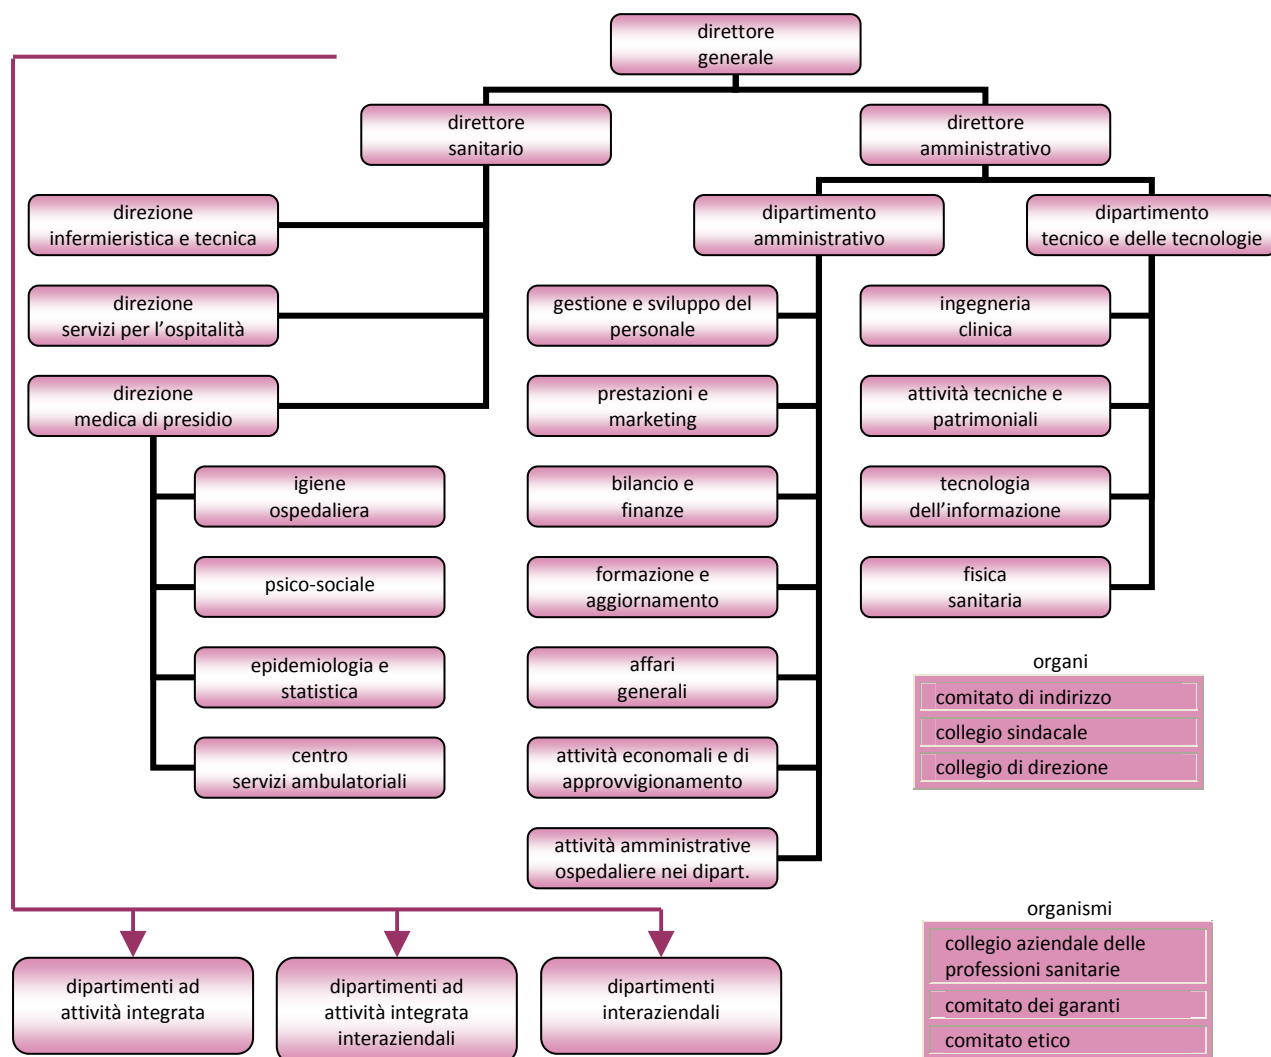 direttore
generale
direttore
sanitario
direttore
amministrativo
direzione
infermieristica e tecnica
dipartimento
amministrativo
dipartimento
tecnico e delle tecnologie
direzione
servizi per l’ospitalità
gestione e sviluppo del
personale
ingegneria
clinica
direzione
medica di presidio
prestazioni e
marketing
attività tecniche e
patrimoniali
igiene
ospedaliera
bilancio e
finanze
tecnologia
dell’informazione
psico-sociale
formazione e
aggiornamento
fisica
sanitaria
epidemiologia e
statistica
affari
generali
organi
comitato di indirizzo
collegio sindacale
collegio di direzione
centro
servizi ambulatoriali
attività economali e di
approvvigionamento
attività amministrative
ospedaliere nei dipart.
organismi
collegio aziendale delle
professioni sanitarie
comitato dei garanti
comitato etico
dipartimenti ad
attività integrata
dipartimenti ad
attività integrata
interaziendali
dipartimenti
interaziendali